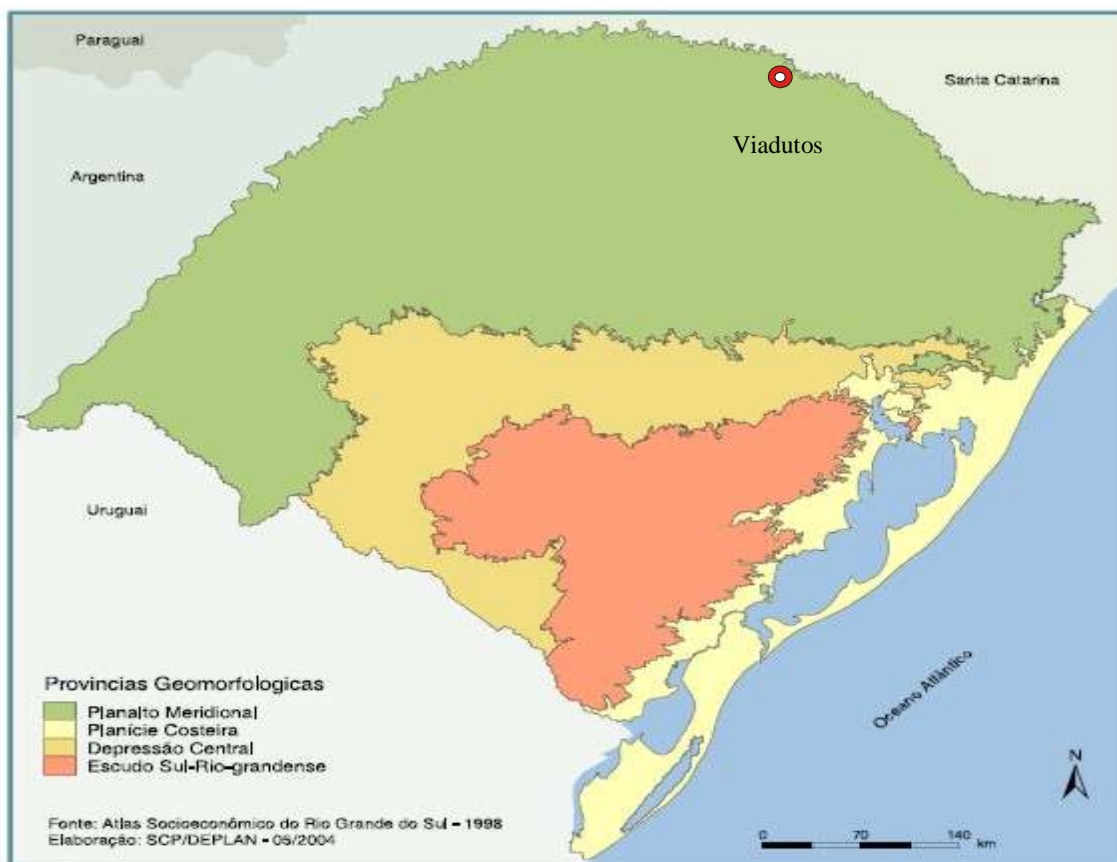 Paraguai
Santa Catarina
Viadutos
Argentina
Uruguai
Oceano Atlântico
Provincias Geomorfologicas
Planalto Meridional
Planície Costeira
Depressão Central
Escudo Sul-Rio-grandense
Fonte: Atlas Socioeconômico do Rio Grande do Sul - 1998
Elaboração: SCP/DEPLAN - 05/2004
N
0 70 140
km